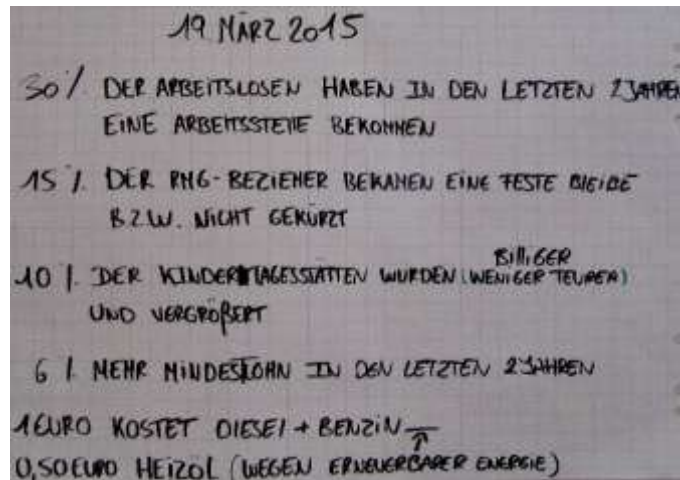 19 MÄRZ 2015
30% DER ARBEITSLOSEN HABEN IN DEN LETZTEN 2 JAHREN
EINE ARBEITSSTELLE BEKOMMEN
15 % DER RMG-BEZIEHER BEKAMEN EINE FESTE BLEIBE
BZW. NICHT GEKÜRZT
BILLIGER
10 % DER KINDERTAGESSTÄTTEN WURDEN (WENIGER TEURER)
UND VERGRÖßERT
6 % MEHR MINDESTLOHN IN DEN LETZTEN 2 JAHREN
1 EURO KOSTET DIESEL + BENZIN
0,50 EURO HEIZÖL (WEGEN ERNEUERBARER ENERGIE)